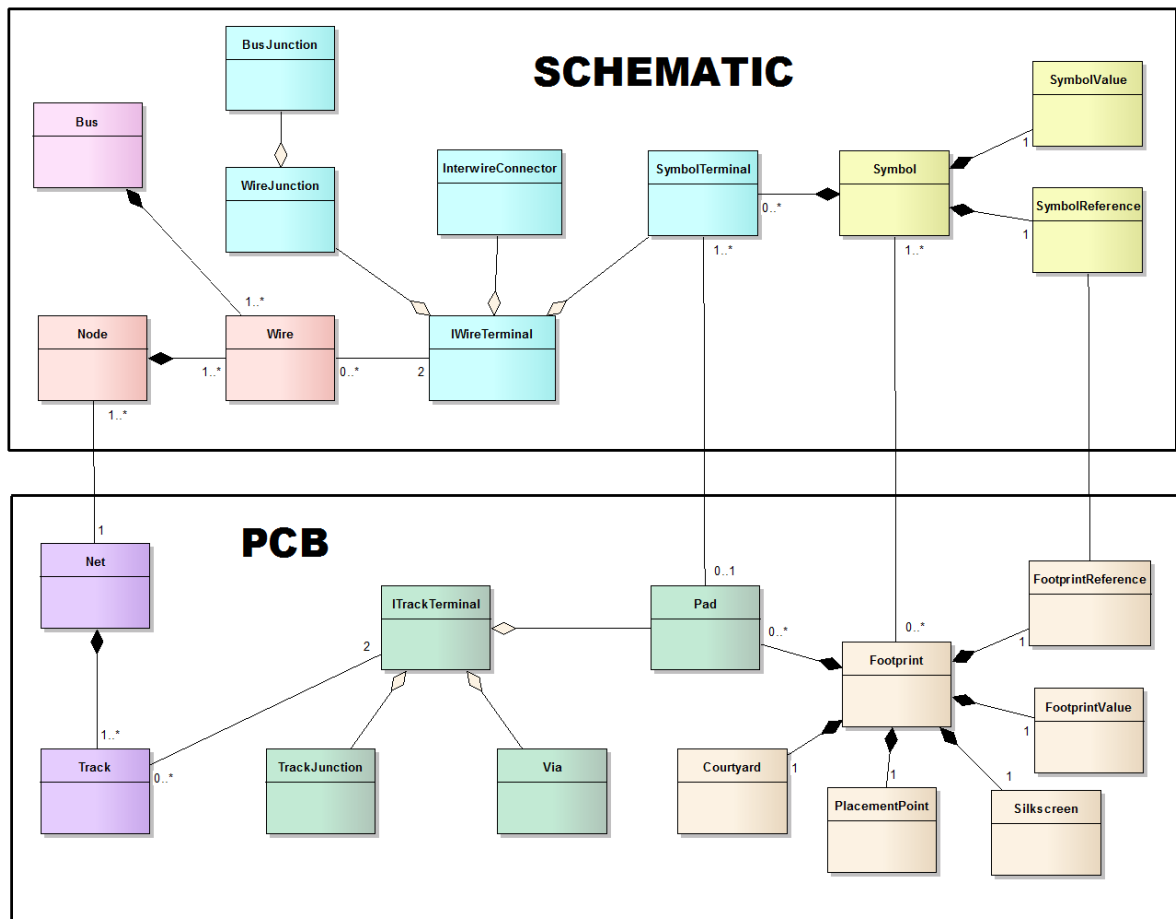 BusJunction
SCHEMATIC
SymbolValue
Bus
1
InterwireConnector
SymbolTerminal
Symbol
WireJunction
SymbolReference
0..*
1
1..*
1..*
1..*
Node
Wire
IWireTerminal
1..*
0..*
2
1..*
1
PCB
Net
ITrackTerminal
0..1
Pad
FootprintReference
2
0..*
0..*
1
Footprint
FootprintValue
1..*
1
Track
0..*
TrackJunction
Via
Courtyard
1
1
1
PlacementPoint
Silkscreen